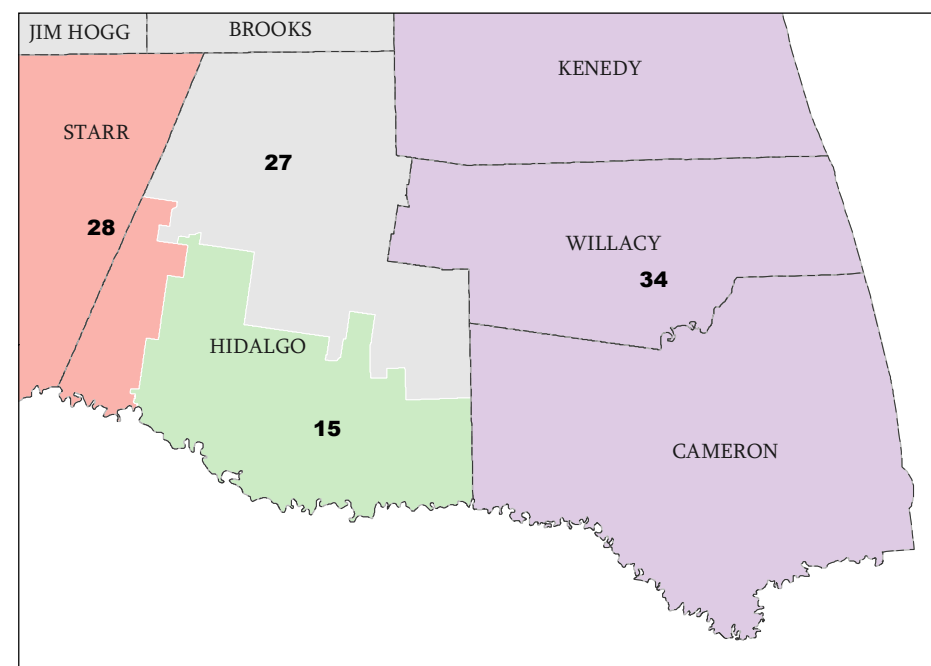 JIM HOGG
BROOKS
KENEDY
STARR
27
28
WILLACY
34
HIDALGO
15
CAMERON